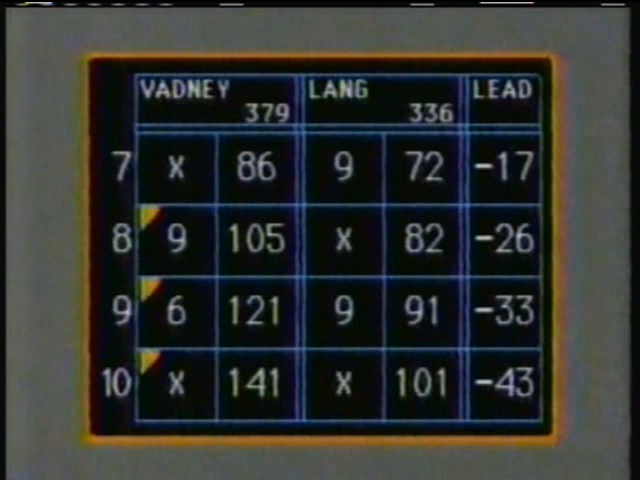 VADNEY LANG LEAD
379 336
7 X 86 9 72 -17
8 9 105 X 82 -26
9 6 121 9 91 -33
10 X 141 X 101 -43